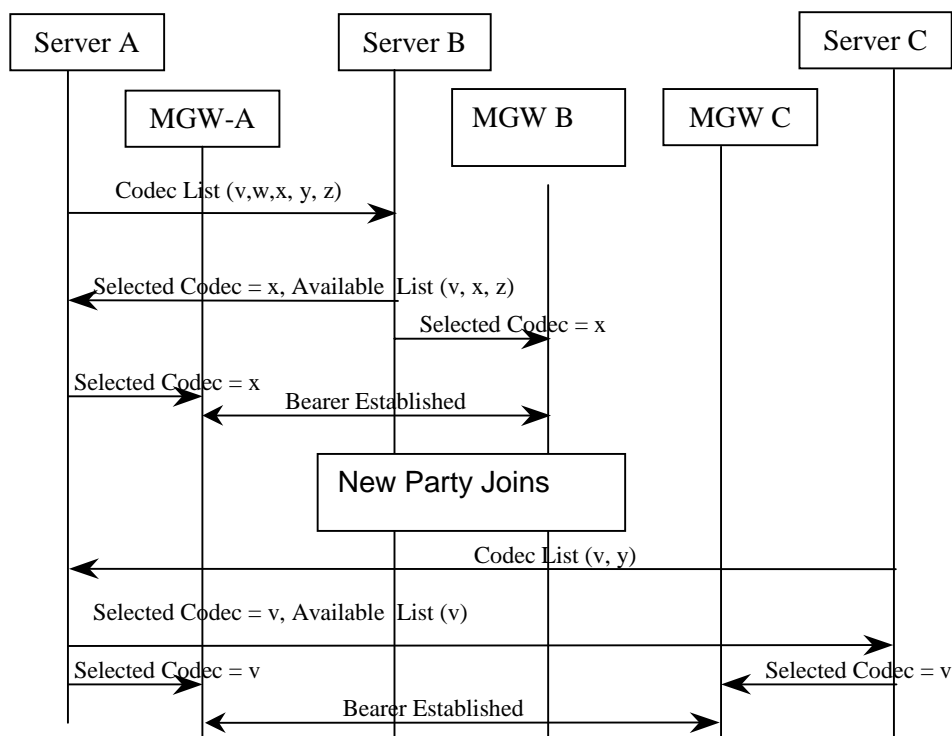 Server A
Server B
Server C
MGW-A
MGW B
MGW C
Codec List (v,w,x, y, z)
Selected Codec = x, Available List (v, x, z)
Selected Codec = x
Selected Codec = x
Bearer Established
New Party Joins
Codec List (v, y)
Selected Codec = v, Available List (v)
Selected Codec = v
Selected Codec = v
Bearer Established